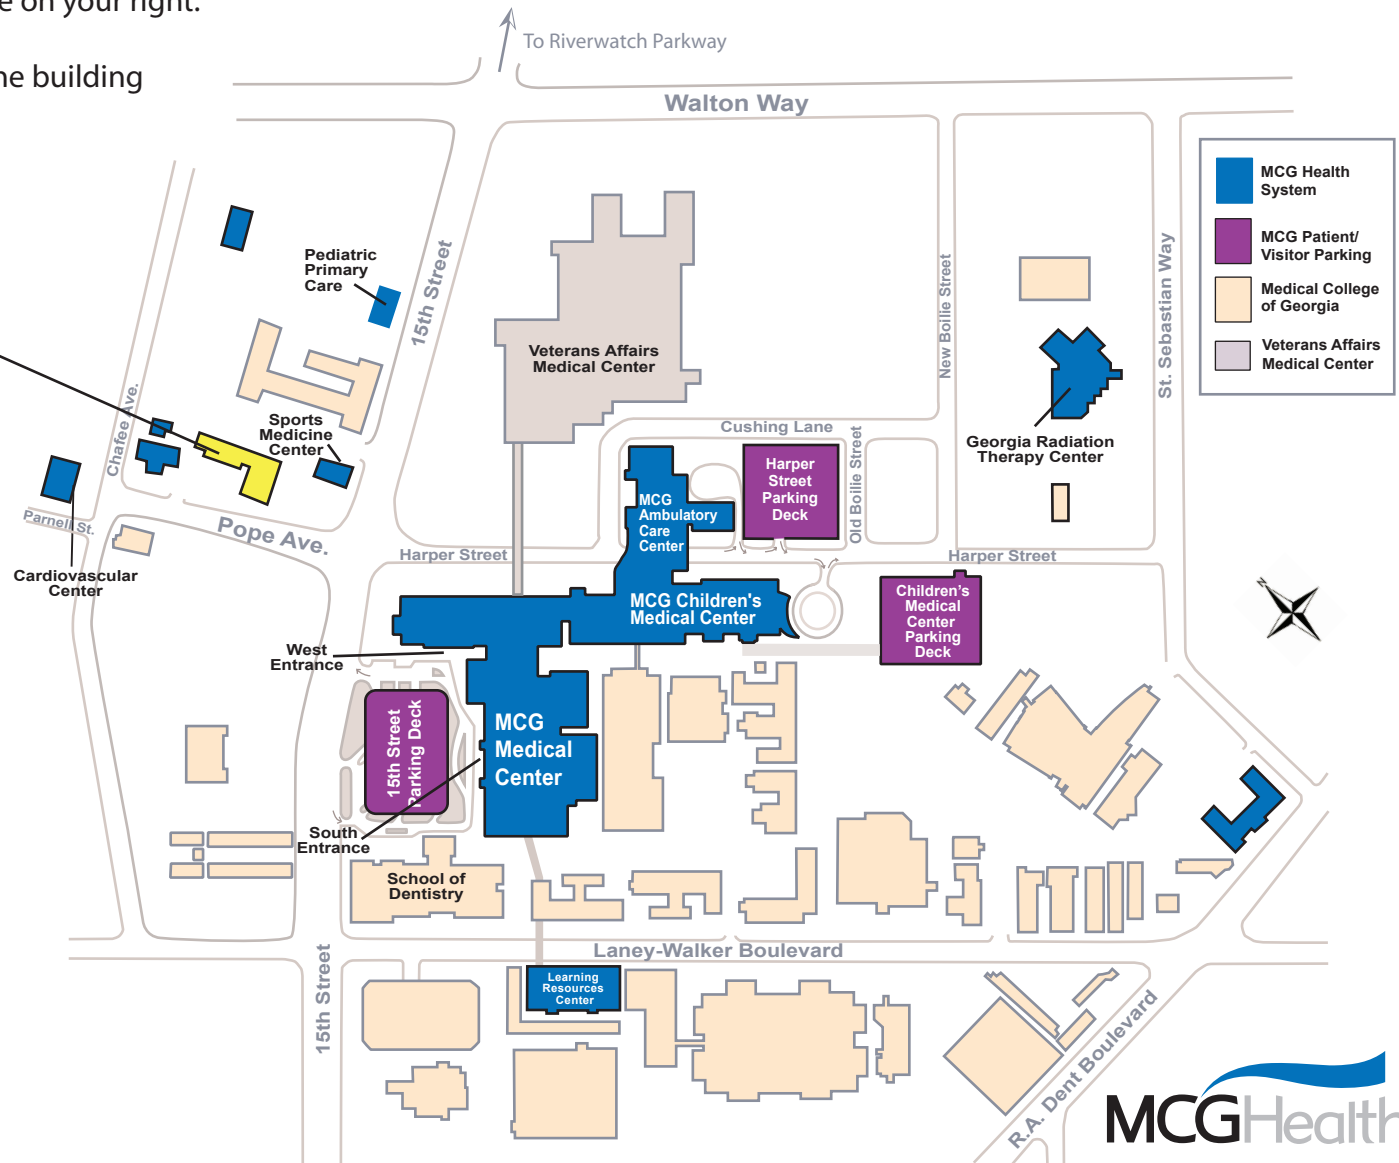 e on your right.
ne building
To Riverwatch Parkway
Walton Way
MCG Health
System
MCG Patient/
Visitor Parking
Medical College
of Georgia
Veterans Affairs
Medical Center
Pediatric
Primary
Care
15th Street
Veterans Affairs
Medical Center
New Boilie Street
St. Sebastian Way
Chafee Ave.
Sports
Medicine
Center
Cushing Lane
Georgia Radiation
Therapy Center
Harper
Street
Parking
Deck
Old Boilie Street
MCG
Ambulatory
Care
Center
Parnell St.
Pope Ave.
Harper Street
Harper Street
Cardiovascular
Center
N
MCG Children's
Medical Center
Children's
Medical
Center
Parking
Deck
West
Entrance
15th Street
Parking Deck
MCG
Medical
Center
South
Entrance
School of
Dentistry
Laney-Walker Boulevard
15th Street
Learning
Resources
Center
R.A. Dent Boulevard
MCGHealth